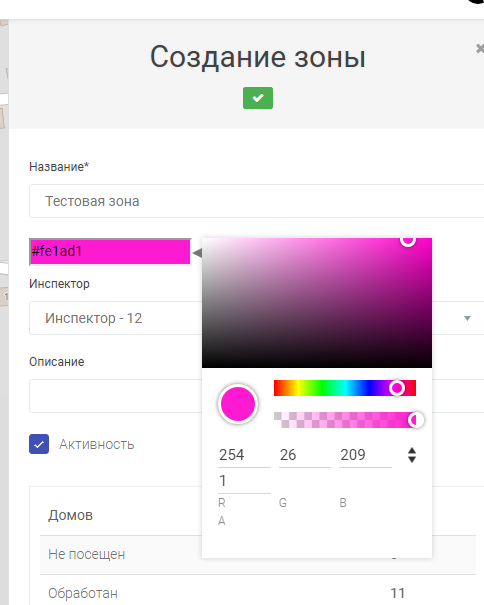 Создание зоны
Название*
Тестовая зона
#fe1ad1
Инспектор
Инспектор - 12
Описание
254 26 209
1
R G B
A
Активность
Домов
Не посещен
Обработан 11